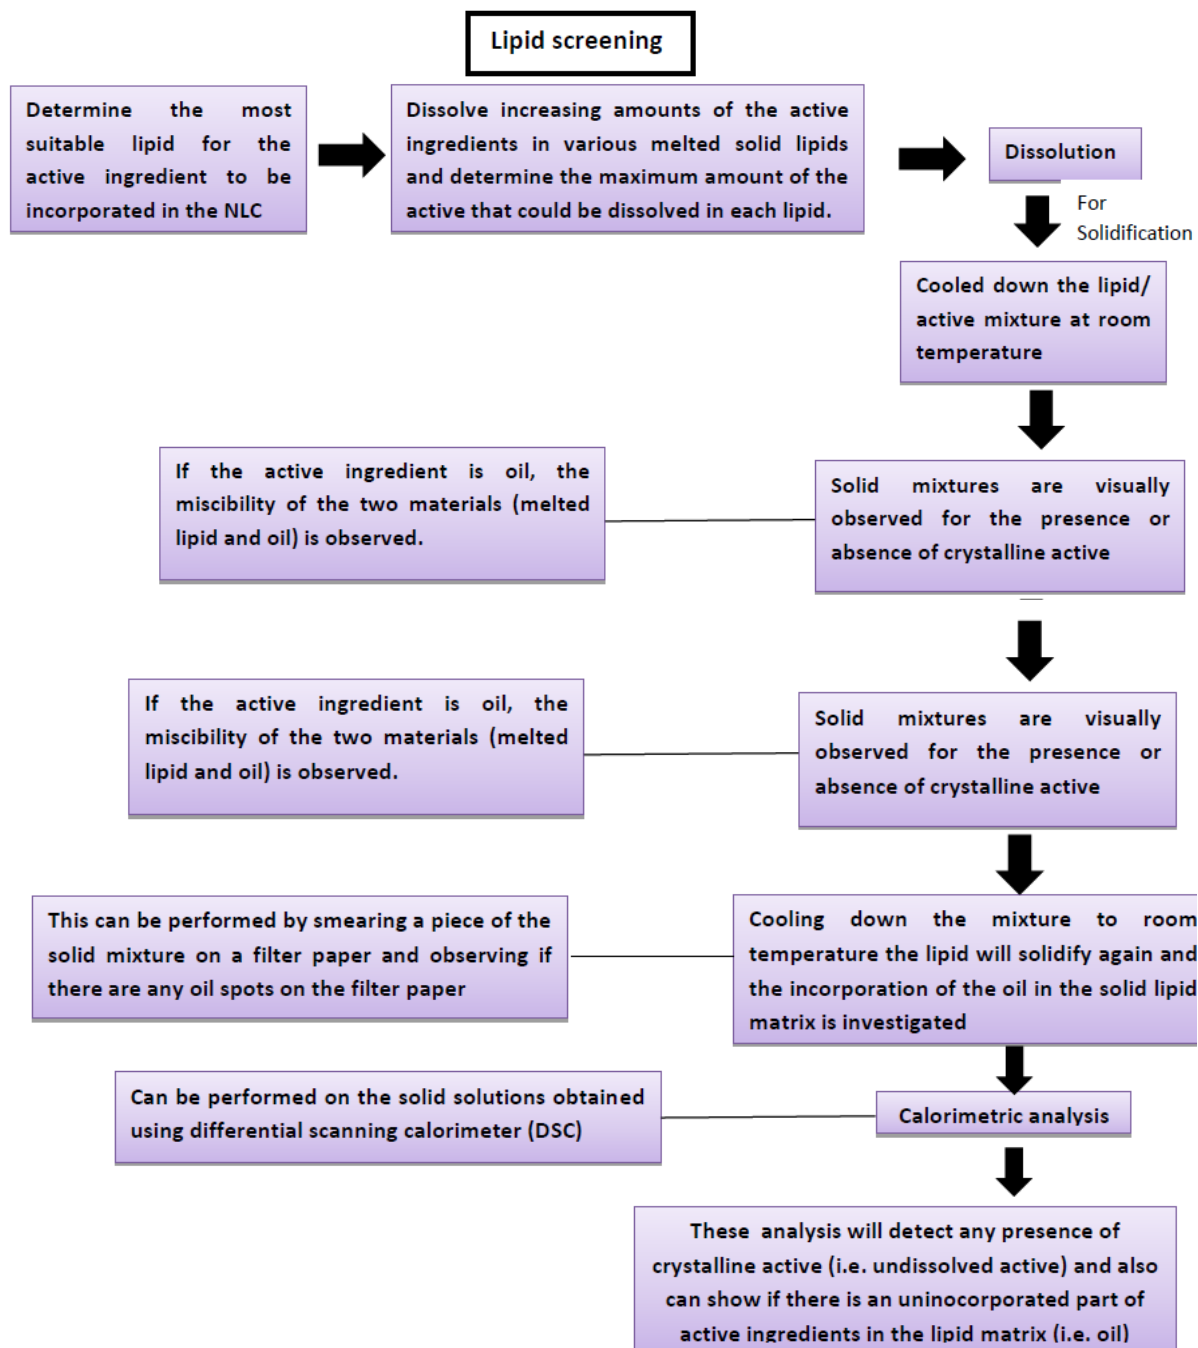 Lipid screening
Determine the most
suitable lipid for the
active ingredient to be
incorporated in the NLC
Dissolve increasing amounts of the active
ingredients in various melted solid lipids
and determine the maximum amount of the
active that could be dissolved in each lipid.
Dissolution
For
Solidification
Cooled down the lipid/
active mixture at room
temperature
If the active ingredient is oil, the
miscibility of the two materials (melted
lipid and oil) is observed.
Solid mixtures are visually
observed for the presence or
absence of crystalline active
If the active ingredient is oil, the
miscibility of the two materials (melted
lipid and oil) is observed.
Solid mixtures are visually
observed for the presence or
absence of crystalline active
This can be performed by smearing a piece of the
solid mixture on a filter paper and observing if
there are any oil spots on the filter paper
Cooling down the mixture to room
temperature the lipid will solidify again and
the incorporation of the oil in the solid lipid
matrix is investigated
Can be performed on the solid solutions obtained
using differential scanning calorimeter (DSC)
Calorimetric analysis
These analysis will detect any presence of
crystalline active (i.e. undissolved active) and also
can show if there is an uninocorporated part of
active ingredients in the lipid matrix (i.e. oil)